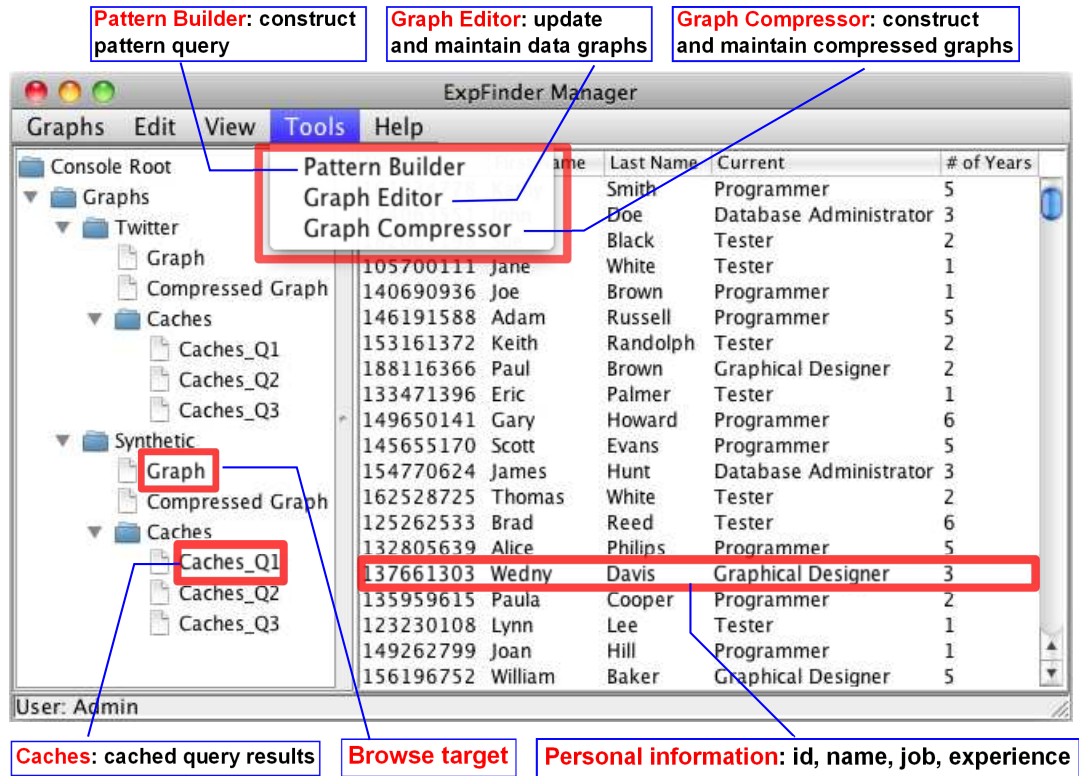 Pattern Builder: construct
pattern query
Graph Editor: update
and maintain data graphs
Graph Compressor: construct
and maintain compressed graphs
ExpFinder Manager
Graphs Edit View Tools Help
Pattern Builder
Graph Editor
Graph Compressor
Console Root
Graphs
Twitter
Graph
Compressed Graph
Caches
Caches_Q1
Caches_Q2
Caches_Q3
Synthetic
Graph
Compressed Graph
Caches
Caches_Q1
Caches_Q2
Caches_Q3
Last Name Current # of Years
Smith Programmer 5
Doe Database Administrator 3
Black Tester 2
105700111 Jane White Tester 1
140690936 Joe Brown Programmer 1
146191588 Adam Russell Programmer 5
153161372 Keith Randolph Tester 2
188116366 Paul Brown Graphical Designer 2
133471396 Eric Palmer Tester 1
149650141 Gary Howard Programmer 6
145655170 Scott Evans Programmer 5
154770624 James Hunt Database Administrator 3
162528725 Thomas White Tester 2
125262533 Brad Reed Tester 6
132805639 Alice Philips Programmer 5
137661303 Wedny Davis Graphical Designer 3
135959615 Paula Cooper Programmer 2
123230108 Lynn Lee Tester 1
149262799 Joan Hill Programmer 1
156196752 William Baker Graphical Designer 5
User: Admin
Caches: cached query results
Browse target
Personal information: id, name, job, experience